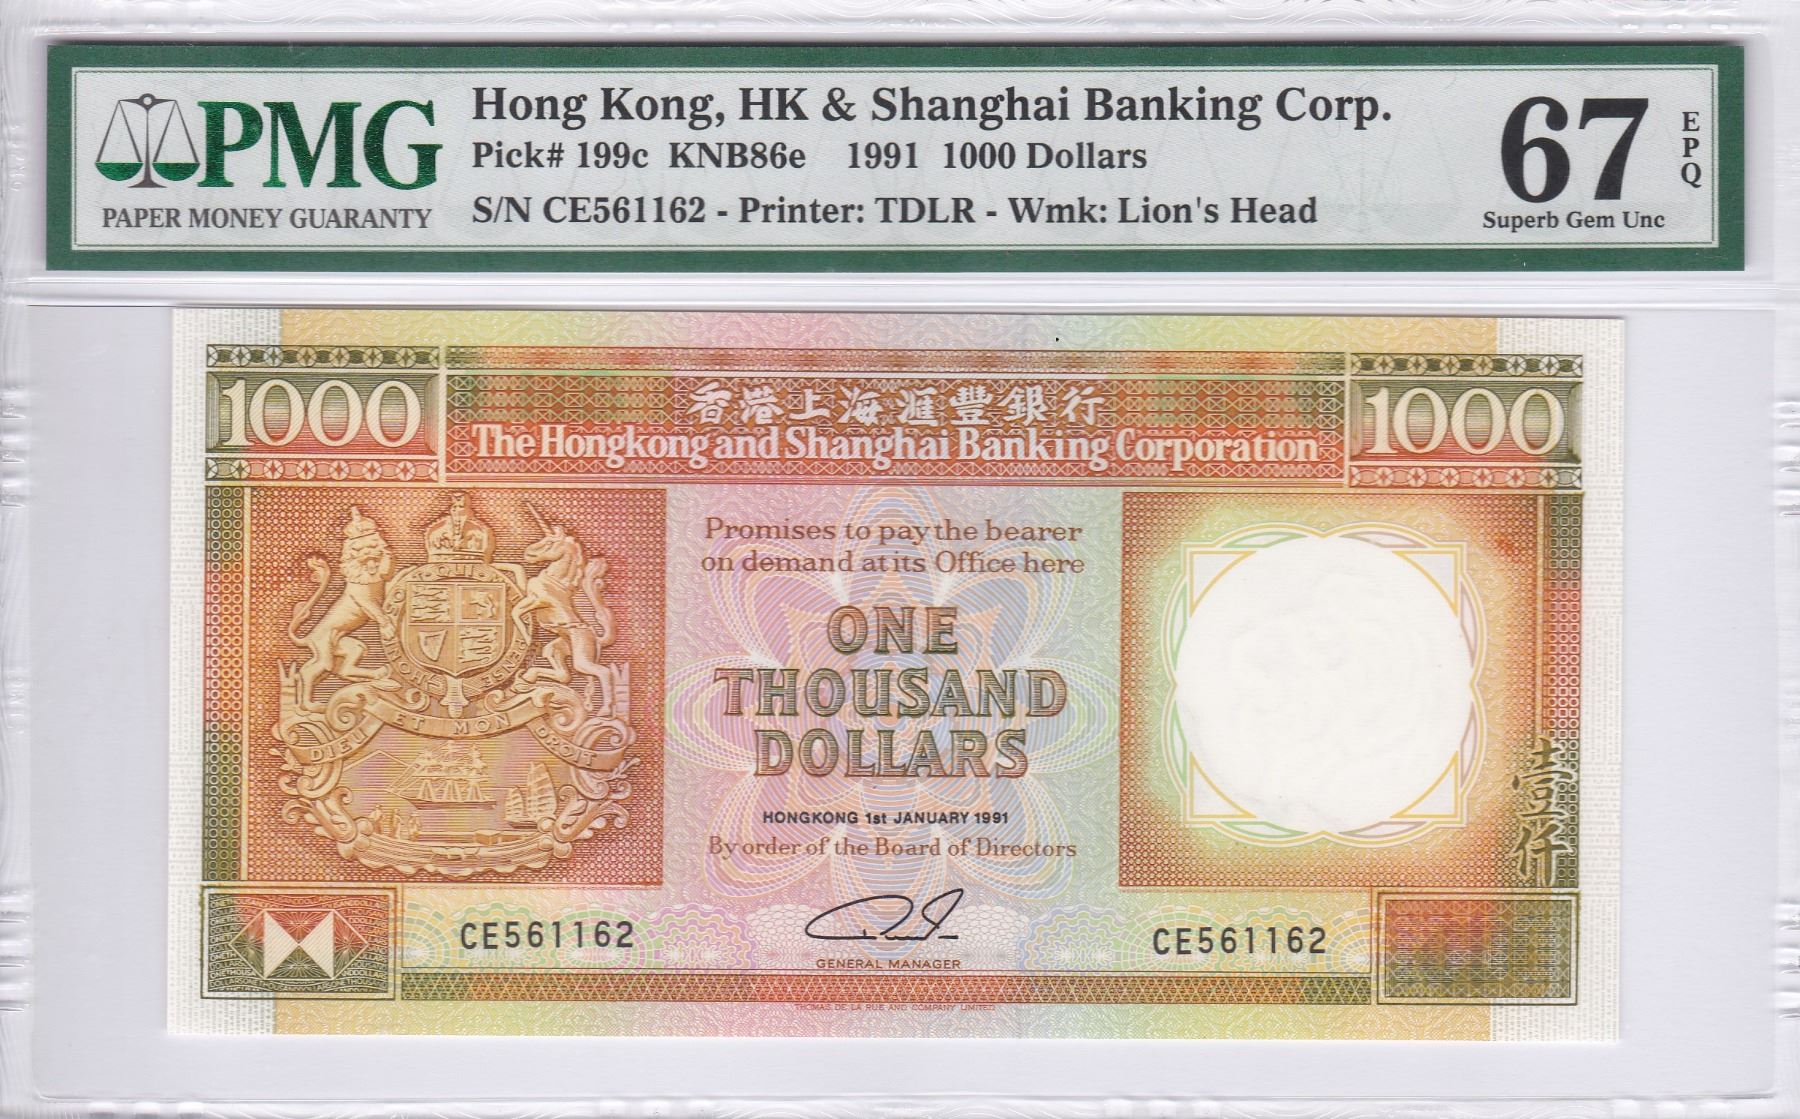 PMG
PAPER MONEY GUARANTY
Hong Kong, HK & Shanghai Banking Corp.
Pick# 199c KNB86e 1991 1000 Dollars
S/N CE561162 - Printer: TDLR - Wmk: Lion's Head
67
EPQ
Superb Gem Unc
1000
香港上海滙豐銀行
The Hongkong and Shanghai Banking Corporation
1000
Promises to pay the bearer
on demand at its Office here
ONE
THOUSAND
DOLLARS
HONGKONG 1st JANUARY 1991
By order of the Board of Directors
DIEU ET MON DROIT
壹仟
CE561162
GENERAL MANAGER
CE561162
THOMAS DE LA RUE AND COMPANY LIMITED